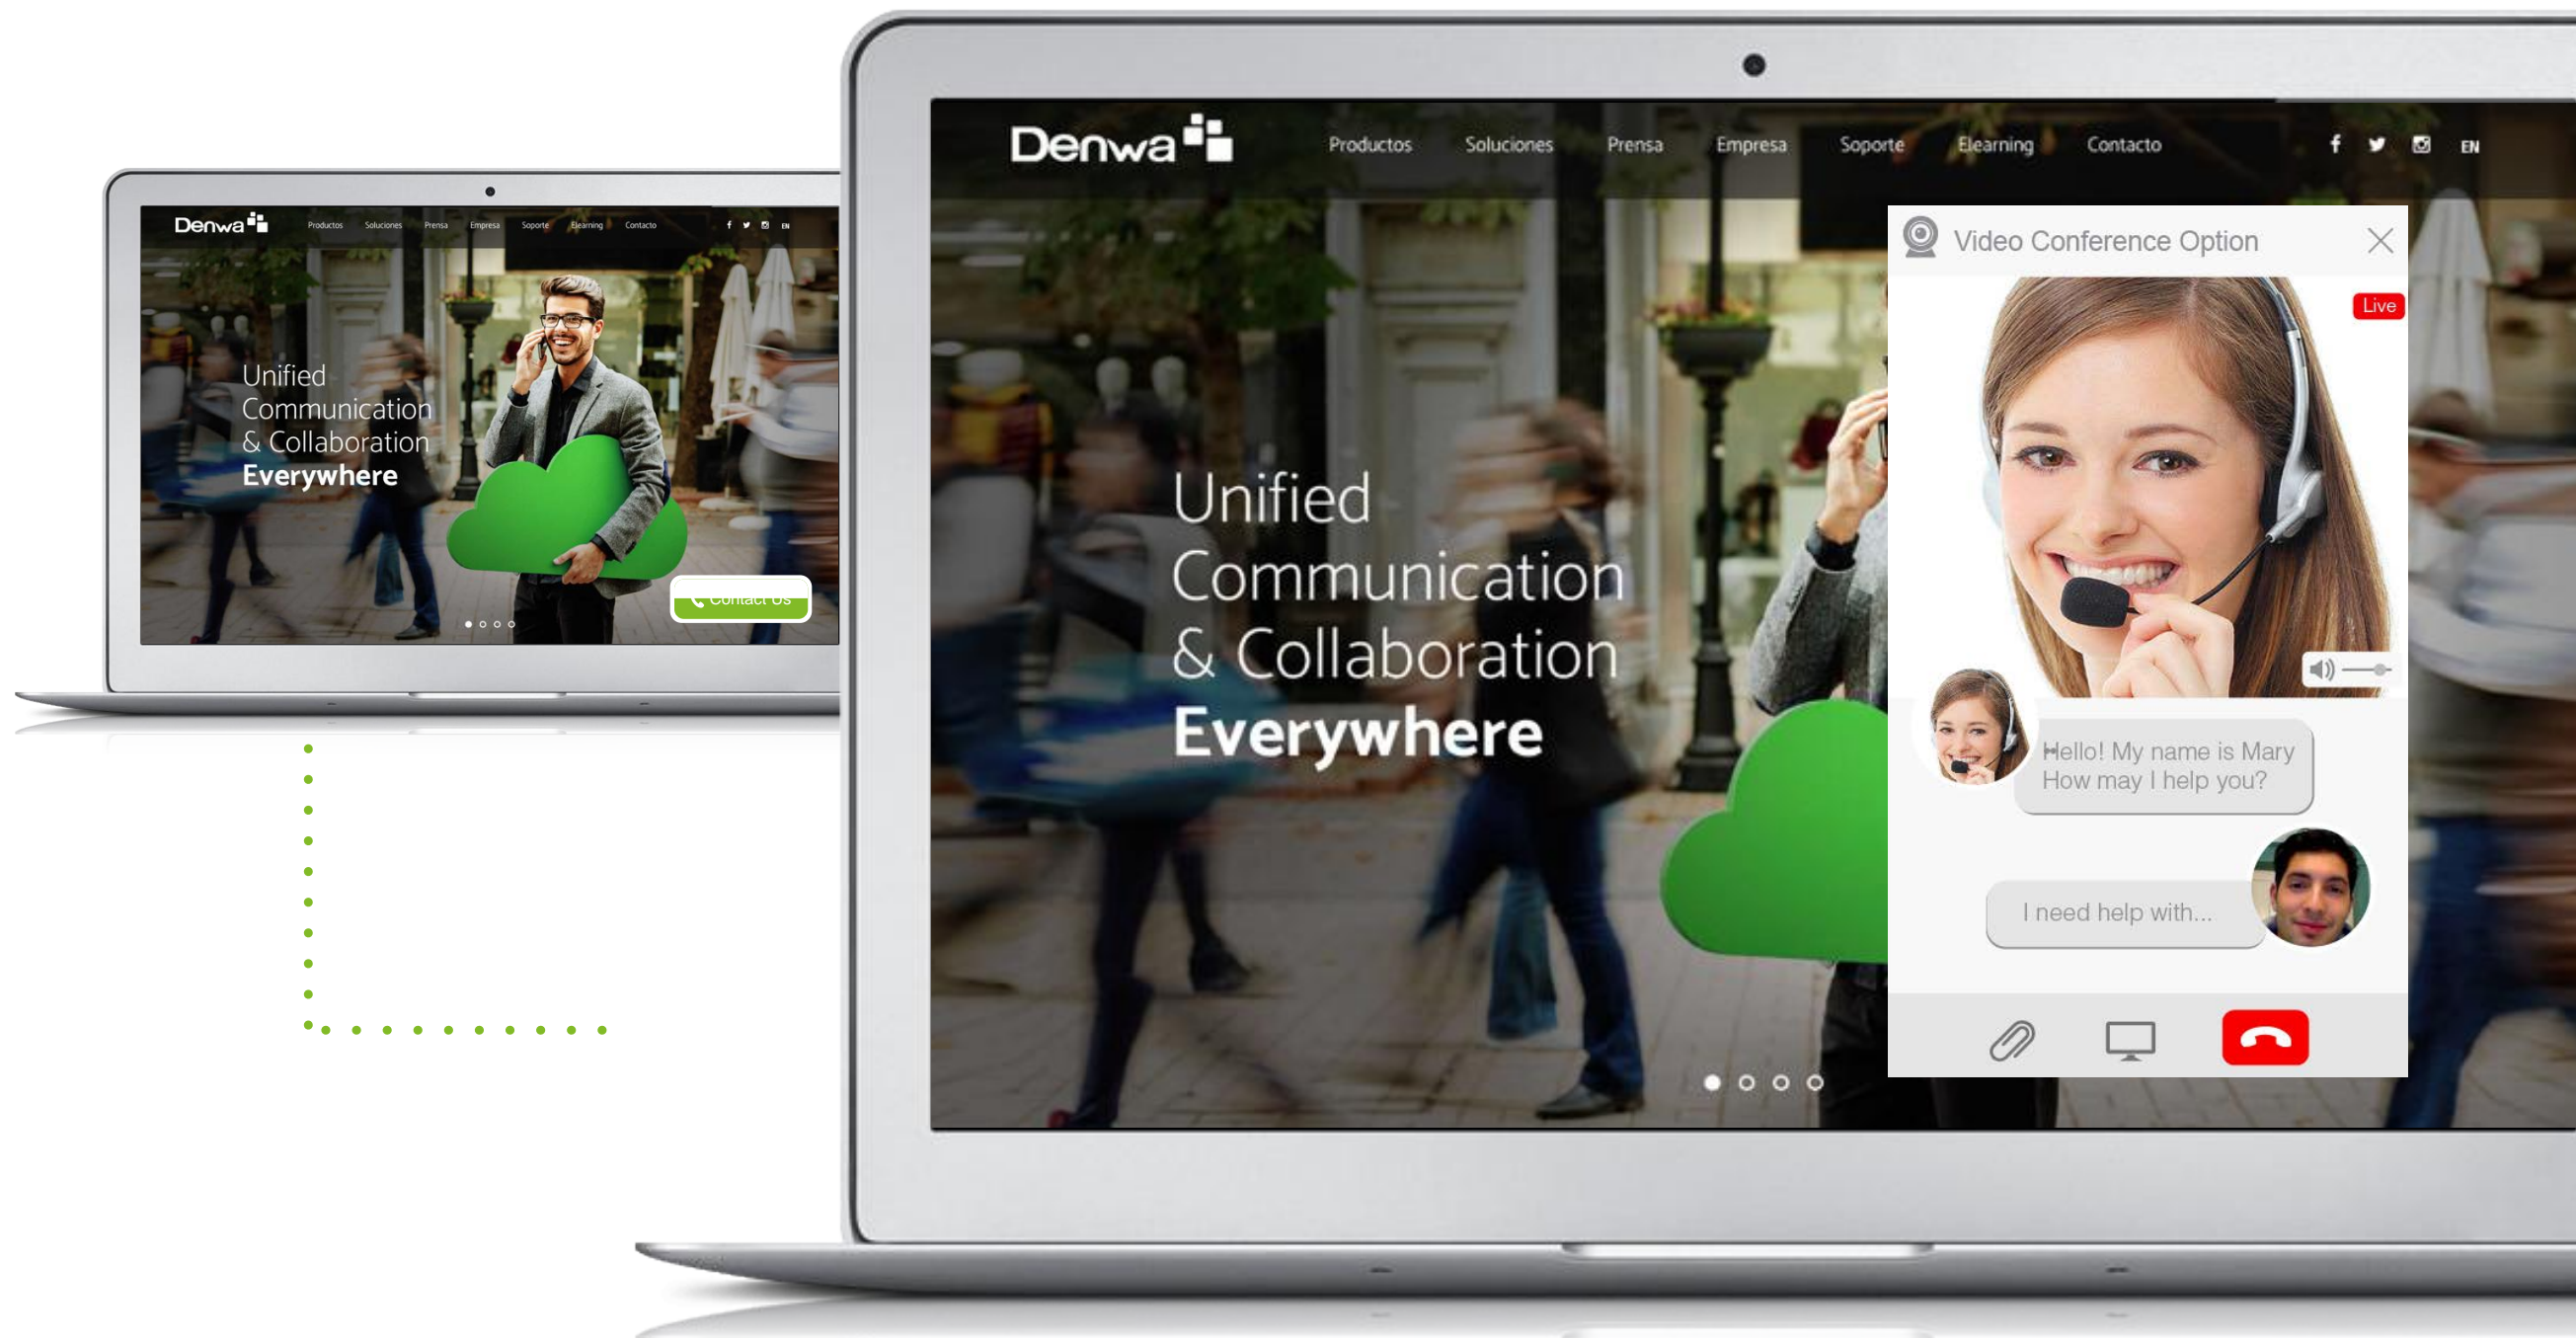 Denwa
Productos Soluciones Prensa Empresa Soporte Elearning Contacto EN
Unified
Communication
& Collaboration
Everywhere
Contact Us
Denwa
Productos Soluciones Prensa Empresa Soporte Elearning Contacto f EN
Unified
Communication
& Collaboration
Everywhere
Video Conference Option
Live
Hello! My name is Mary
How may I help you?
I need help with...